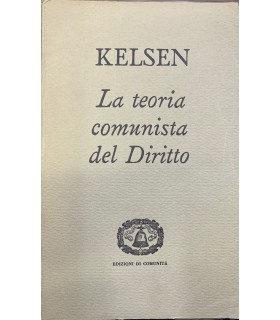 KELSEN
La teoria
comunista
del Diritto
EDIZIONI DI COMUNITÀ